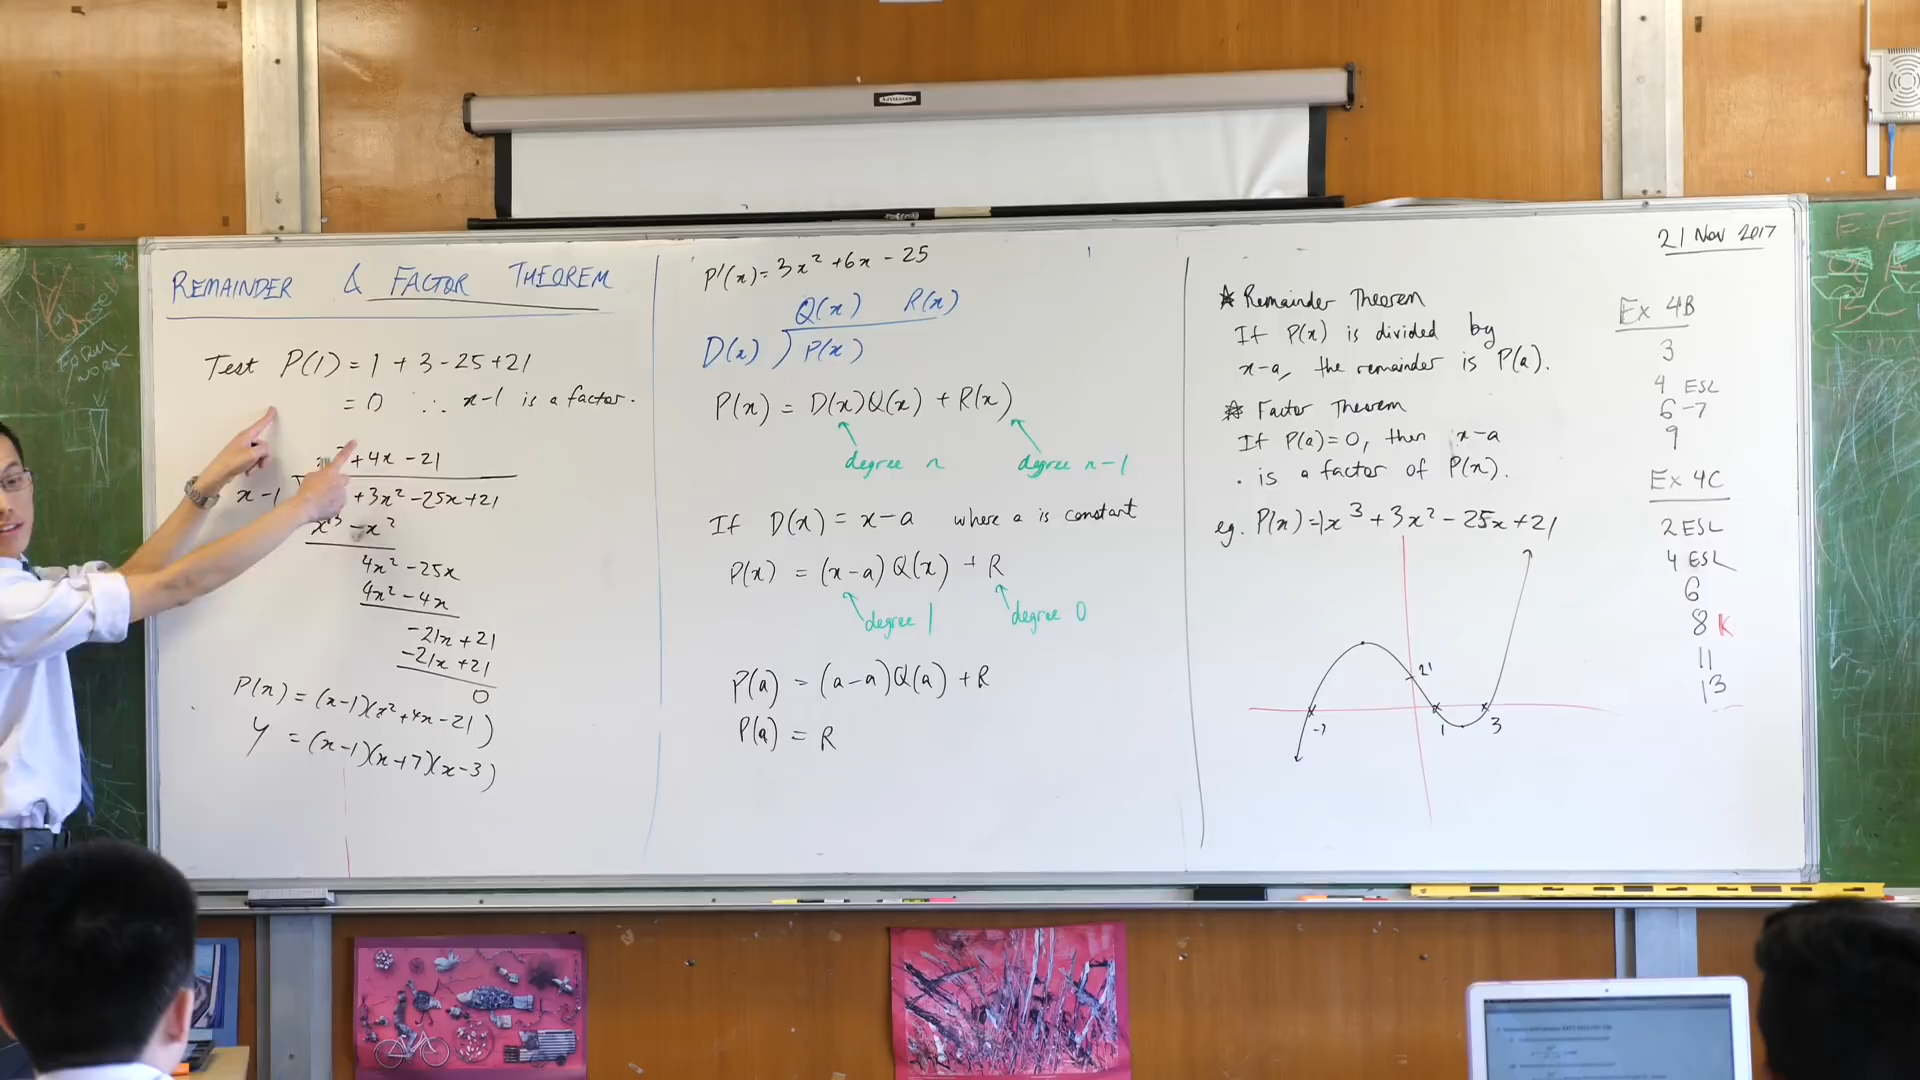 REMAINDER & FACTOR THEOREM
Test P(1) = 1 + 3 - 25 + 21
= 0 ∴ x-1 is a factor.
+ 4x - 21
x-1 + 3x² - 25x + 21
x³ - x²
4x² - 25x
4x² - 4x
-21x + 21
-21x + 21
0
P(x) = (x-1)(x² + 4x - 21)
y = (x-1)(x+7)(x-3)
P'(x) = 3x² + 6x - 25
Q(x) R(x)
D(x) ) P(x)
P(x) = D(x)Q(x) + R(x)
degree n degree n-1
If D(x) = x-a where a is constant
P(x) = (x-a)Q(x) + R
degree 1 degree 0
P(a) = (a-a)Q(a) + R
P(a) = R
21 Nov 2017
* Remainder Theorem
If P(x) is divided by
x-a, the remainder is P(a).
* Factor Theorem
If P(a)=0, then x-a
is a factor of P(x).
eg. P(x)=1x³ + 3x² - 25x + 21
21
-7 1 3
Ex 4B
3
4 ESL
6-7
9
Ex 4C
2 ESL
4 ESL
6
8 K
11
13